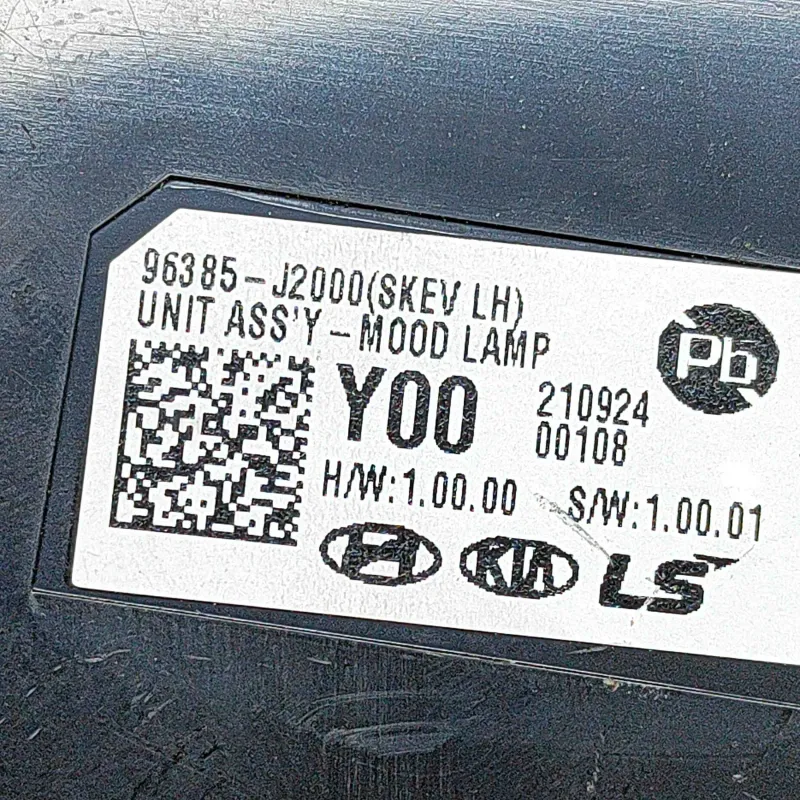 96385-J2000(SKEV LH)
UNIT ASS'Y-MOOD LAMP
Pb
Y00
210924
00108
H/W:1.00.00
S/W:1.00.01
KIA
LS